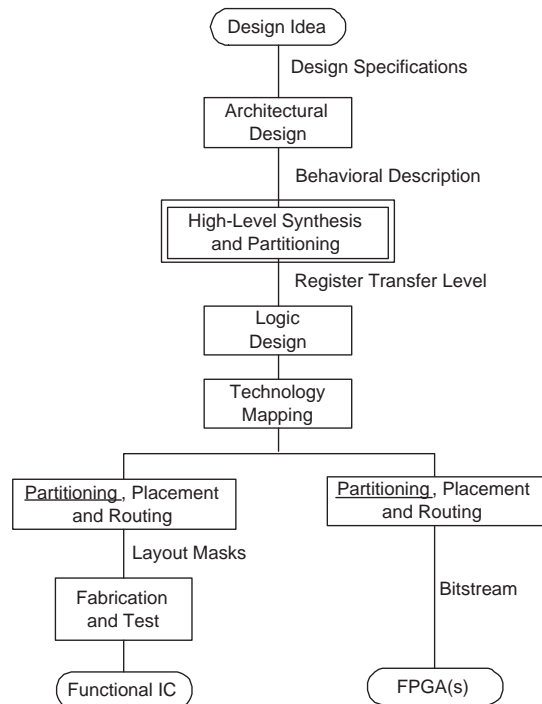 Design Idea
Design Specifications
Architectural
Design
Behavioral Description
High-Level Synthesis
and Partitioning
Register Transfer Level
Logic
Design
Technology
Mapping
Partitioning , Placement
and Routing
Layout Masks
Fabrication
and Test
Functional IC
Partitioning , Placement
and Routing
Bitstream
FPGA(s)